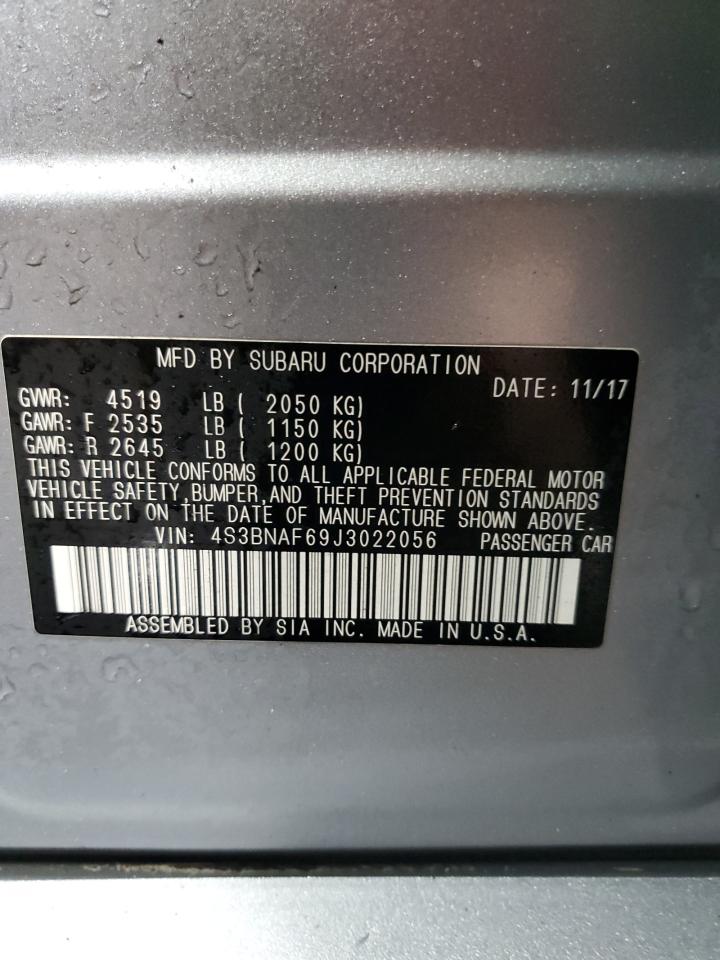 MFD BY SUBARU CORPORATION
DATE: 11/17
GVWR: 4519 LB ( 2050 KG)
GAWR: F 2535 LB ( 1150 KG)
GAWR: R 2645 LB ( 1200 KG)
THIS VEHICLE CONFORMS TO ALL APPLICABLE FEDERAL MOTOR
VEHICLE SAFETY,BUMPER,AND THEFT PREVENTION STANDARDS
IN EFFECT ON THE DATE OF MANUFACTURE SHOWN ABOVE.
VIN: 4S3BNAF69J3022056 PASSENGER CAR
ASSEMBLED BY SIA INC. MADE IN U.S.A.